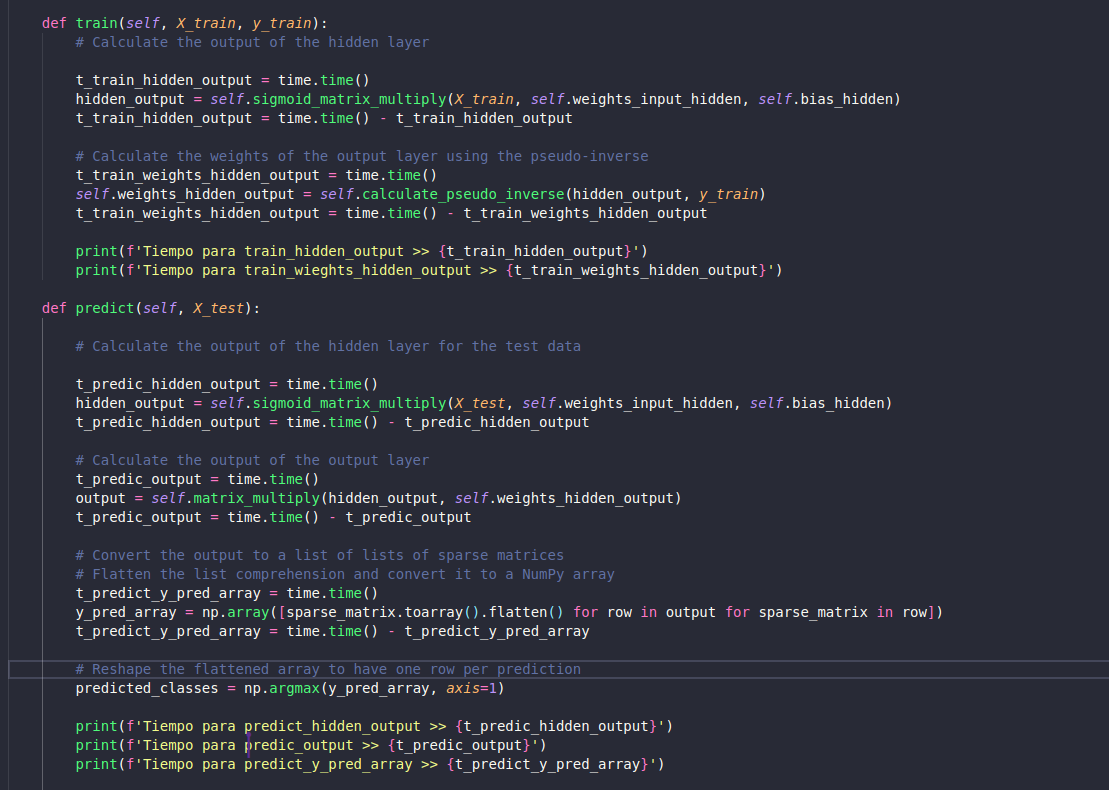 def train(self, X_train, y_train):
# Calculate the output of the hidden layer
t_train_hidden_output = time.time()
hidden_output = self.sigmoid_matrix_multiply(X_train, self.weights_input_hidden, self.bias_hidden)
t_train_hidden_output = time.time() - t_train_hidden_output
# Calculate the weights of the output layer using the pseudo-inverse
t_train_weights_hidden_output = time.time()
self.weights_hidden_output = self.calculate_pseudo_inverse(hidden_output, y_train)
t_train_weights_hidden_output = time.time() - t_train_weights_hidden_output
print(f'Tiempo para train_hidden_output >> {t_train_hidden_output}')
print(f'Tiempo para train_wieghts_hidden_output >> {t_train_weights_hidden_output}')
def predict(self, X_test):
# Calculate the output of the hidden layer for the test data
t_predic_hidden_output = time.time()
hidden_output = self.sigmoid_matrix_multiply(X_test, self.weights_input_hidden, self.bias_hidden)
t_predic_hidden_output = time.time() - t_predic_hidden_output
# Calculate the output of the output layer
t_predic_output = time.time()
output = self.matrix_multiply(hidden_output, self.weights_hidden_output)
t_predic_output = time.time() - t_predic_output
# Convert the output to a list of lists of sparse matrices
# Flatten the list comprehension and convert it to a NumPy array
t_predict_y_pred_array = time.time()
y_pred_array = np.array([sparse_matrix.toarray().flatten() for row in output for sparse_matrix in row])
t_predict_y_pred_array = time.time() - t_predict_y_pred_array
# Reshape the flattened array to have one row per prediction
predicted_classes = np.argmax(y_pred_array, axis=1)
print(f'Tiempo para predict_hidden_output >> {t_predic_hidden_output}')
print(f'Tiempo para predic_output >> {t_predic_output}')
print(f'Tiempo para predict_y_pred_array >> {t_predict_y_pred_array}')